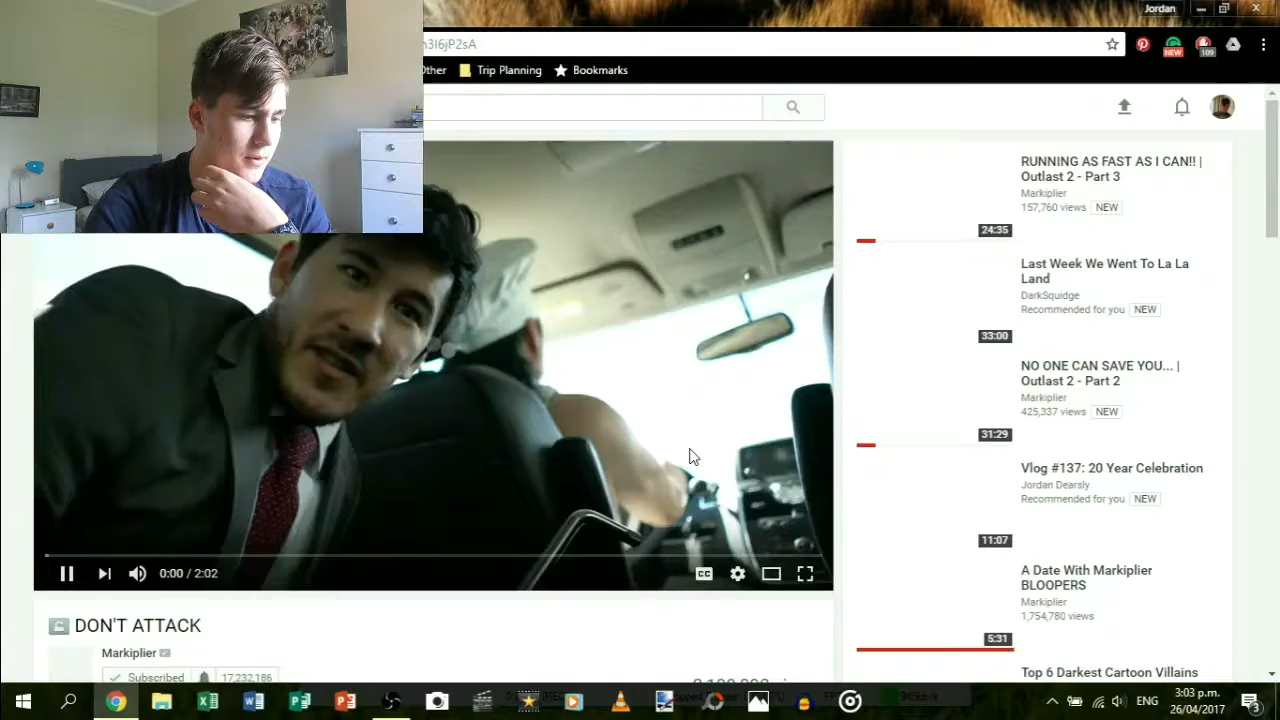 Jordan
n3I6jP2sA
NEW
109
Other
Trip Planning
Bookmarks
RUNNING AS FAST AS I CAN!! |
Outlast 2 - Part 3
Markiplier
157,760 views NEW
24:35
Last Week We Went To La La
Land
DarkSquidge
Recommended for you NEW
33:00
NO ONE CAN SAVE YOU... |
Outlast 2 - Part 2
Markiplier
425,337 views NEW
31:29
Vlog #137: 20 Year Celebration
Jordan Dearsly
Recommended for you NEW
11:07
A Date With Markiplier
BLOOPERS
Markiplier
1,754,780 views
5:31
Top 6 Darkest Cartoon Villains
0:00 / 2:02
CC
DON'T ATTACK
Markiplier
Subscribed 17,232,186
ENG
3:03 p.m.
26/04/2017
3